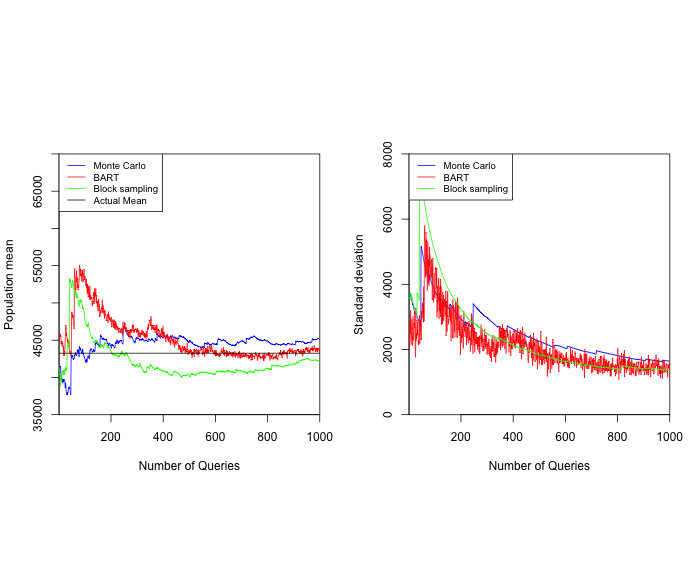 Population mean
65000
55000
45000
35000
Monte Carlo
BART
Block sampling
Actual Mean
200
400
600
800
1000
Number of Queries
Standard deviation
8000
6000
4000
2000
0
Monte Carlo
BART
Block sampling
200
400
600
800
1000
Number of Queries